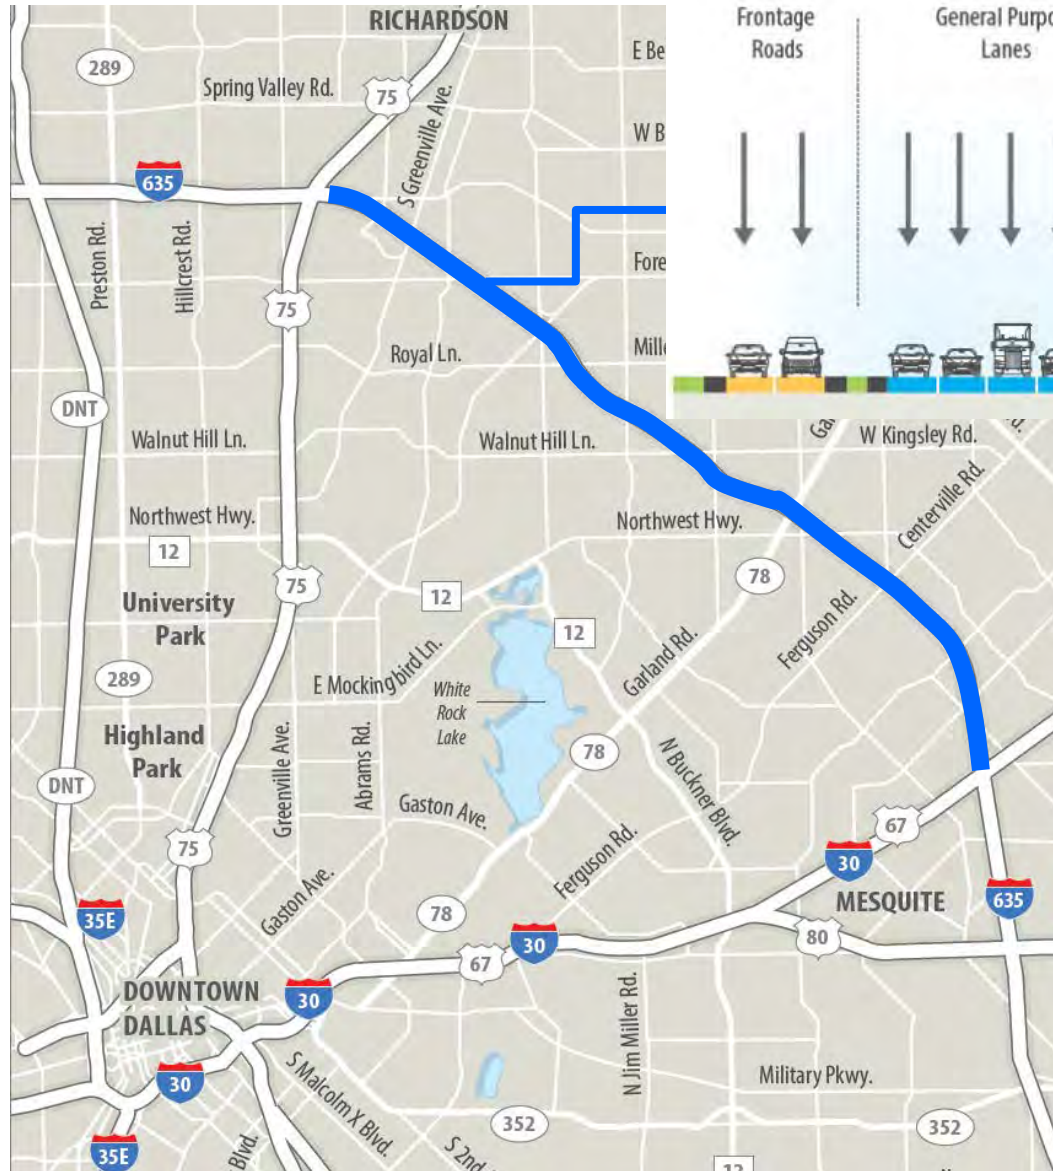 RICHARDSON
Frontage
Roads
General Purpo
Lanes
289
Spring Valley Rd.
75
S Greenville Ave.
E Be
W B
635
Preston Rd.
Hillcrest Rd.
Fore
75
Royal Ln.
Mille
DNT
Walnut Hill Ln.
Walnut Hill Ln.
W Kingsley Rd.
Centerville Rd.
Northwest Hwy.
Northwest Hwy.
12
75
12
78
University
Park
12
Ferguson Rd.
Garland Rd.
E Mockingbird Ln.
289
White
Rock
Lake
Highland
Park
78
N Buckner Blvd.
DNT
Greenville Ave.
Abrams Rd.
Gaston Ave.
67
75
30
Ferguson Rd.
Gaston Ave.
MESQUITE
635
35E
78
30
80
67
DOWNTOWN
DALLAS
30
N Jim Miller Rd.
30
S Malcolm X Blvd.
Military Pkwy.
352
352
35E
Blvd.
S 2nd
12